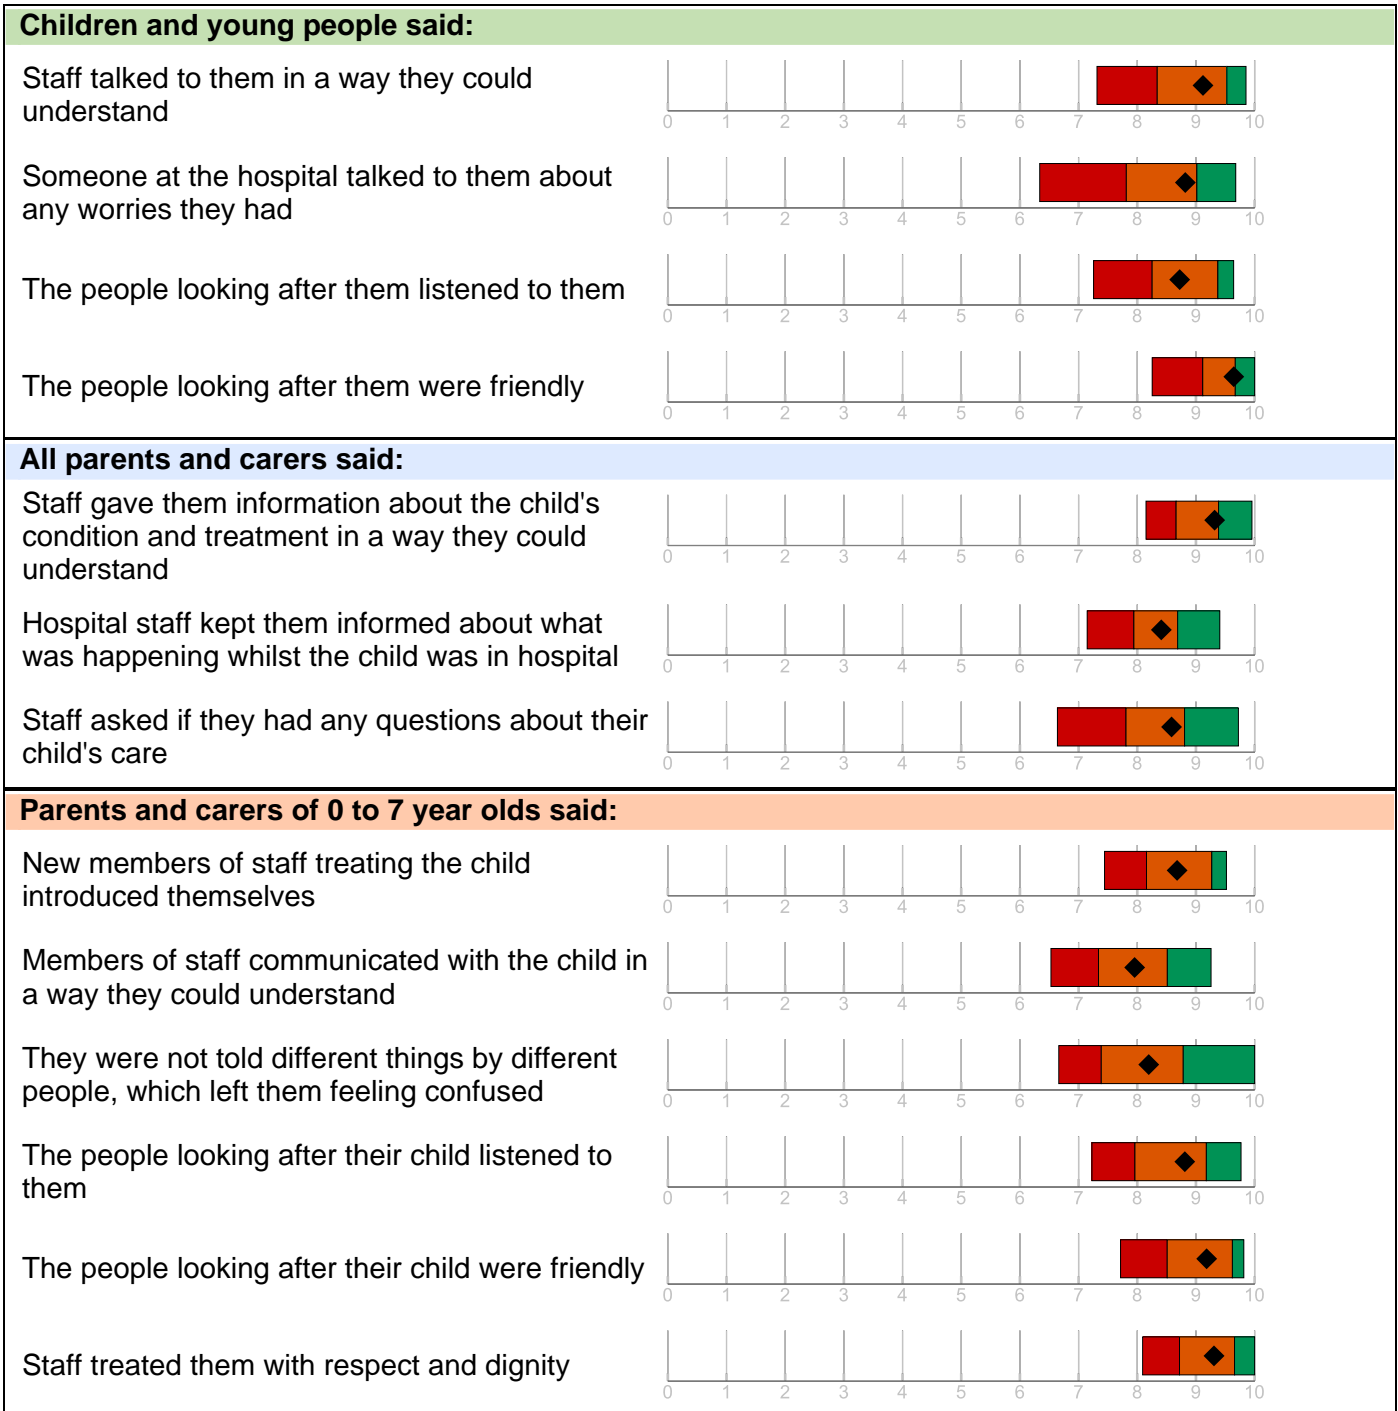 Children and young people said:
Staff talked to them in a way they could
understand
0 1 2 3 4 5 6 7 8 9 10
Someone at the hospital talked to them about
any worries they had
0 1 2 3 4 5 6 7 8 9 10
The people looking after them listened to them
0 1 2 3 4 5 6 7 8 9 10
The people looking after them were friendly
0 1 2 3 4 5 6 7 8 9 10
All parents and carers said:
Staff gave them information about the child's
condition and treatment in a way they could
understand
0 1 2 3 4 5 6 7 8 9 10
Hospital staff kept them informed about what
was happening whilst the child was in hospital
0 1 2 3 4 5 6 7 8 9 10
Staff asked if they had any questions about their
child's care
0 1 2 3 4 5 6 7 8 9 10
Parents and carers of 0 to 7 year olds said:
New members of staff treating the child
introduced themselves
0 1 2 3 4 5 6 7 8 9 10
Members of staff communicated with the child in
a way they could understand
0 1 2 3 4 5 6 7 8 9 10
They were not told different things by different
people, which left them feeling confused
0 1 2 3 4 5 6 7 8 9 10
The people looking after their child listened to
them
0 1 2 3 4 5 6 7 8 9 10
The people looking after their child were friendly
0 1 2 3 4 5 6 7 8 9 10
Staff treated them with respect and dignity
0 1 2 3 4 5 6 7 8 9 10